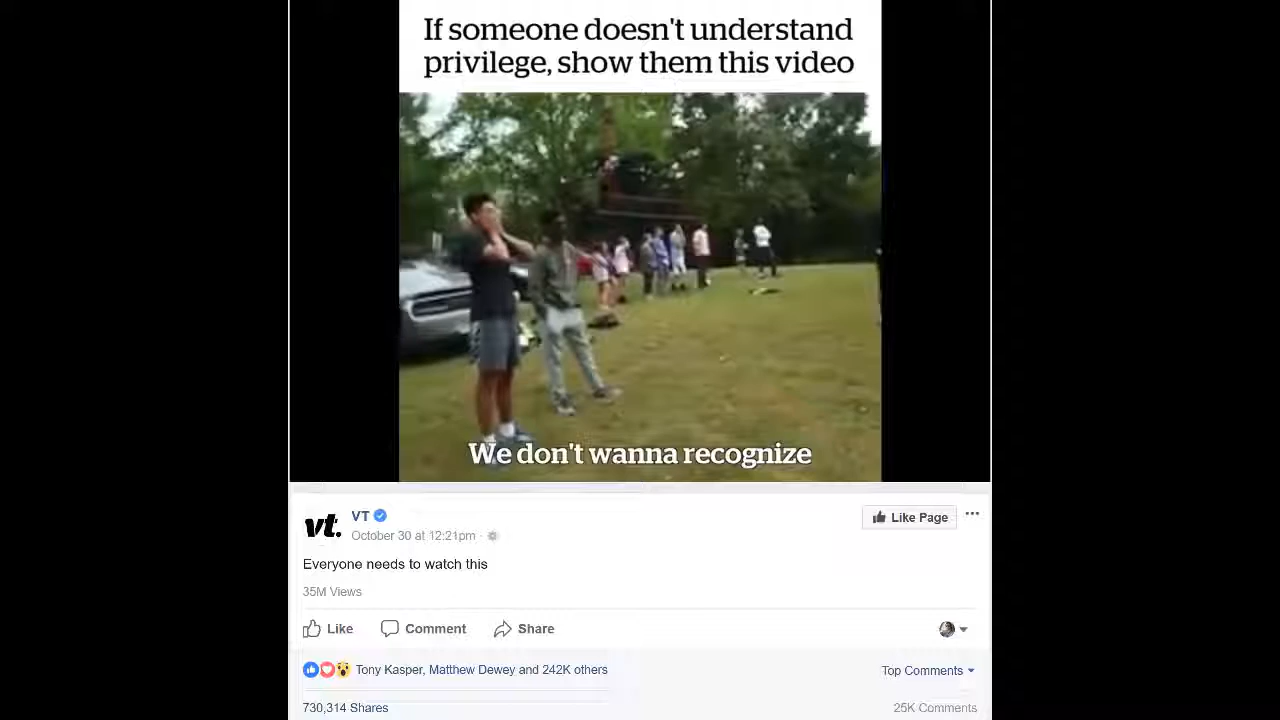 If someone doesn't understand
privilege, show them this video
We don't wanna recognize
vt.
VT
Like Page
October 30 at 12:21pm
Everyone needs to watch this
35M Views
Like Comment Share
Tony Kasper, Matthew Dewey and 242K others
Top Comments
730,314 Shares
25K Comments